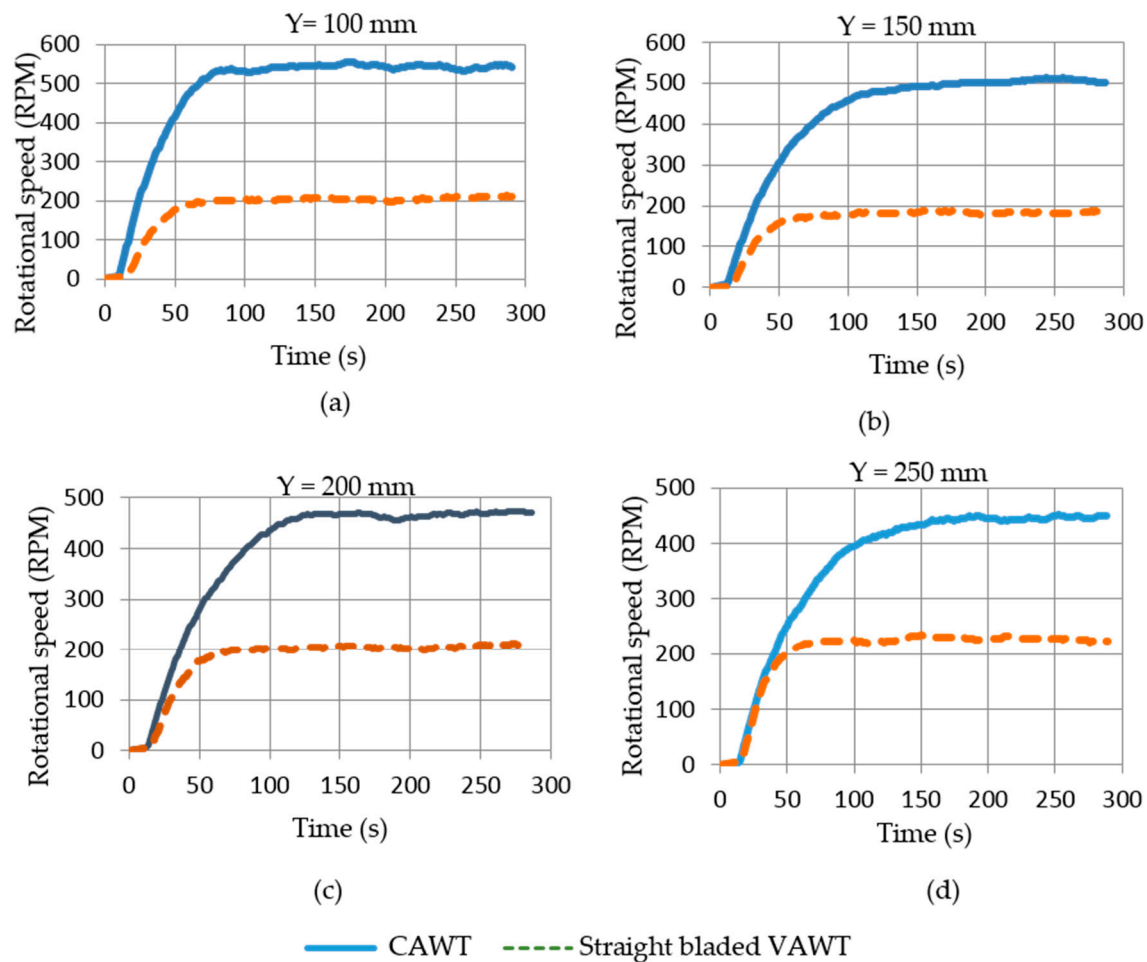 Y= 100 mm
Rotational speed (RPM)
600
500
400
300
200
100
0
0 50 100 150 200 250 300
Time (s)
(a)
Y = 150 mm
Rotational speed (RPM)
600
500
400
300
200
100
0
0 50 100 150 200 250 300
Time (s)
(b)
Y = 200 mm
Rotational speed (RPM)
500
400
300
200
100
0
0 50 100 150 200 250 300
Time (s)
(c)
Y = 250 mm
Rotational speed (RPM)
500
400
300
200
100
0
0 50 100 150 200 250 300
Time (s)
(d)
CAWT Straight bladed VAWT